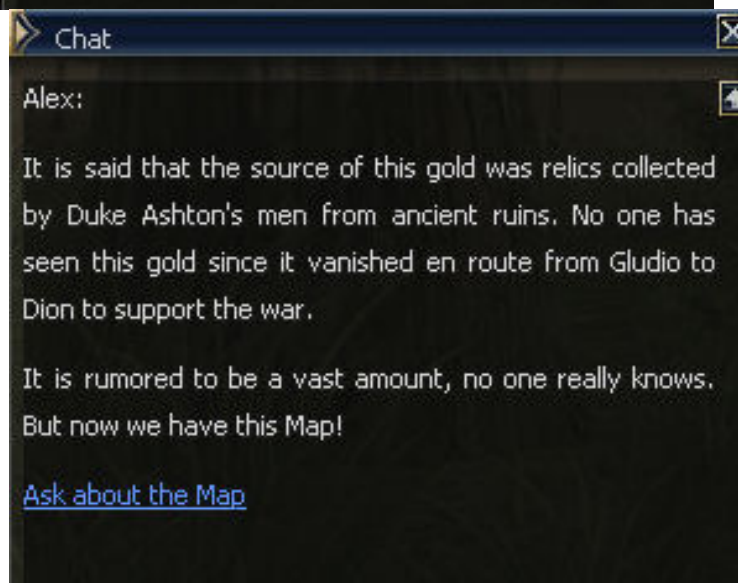 Chat
Alex:
It is said that the source of this gold was relics collected
by Duke Ashton's men from ancient ruins. No one has
seen this gold since it vanished en route from Gludio to
Dion to support the war.
It is rumored to be a vast amount, no one really knows.
But now we have this Map!
Ask about the Map